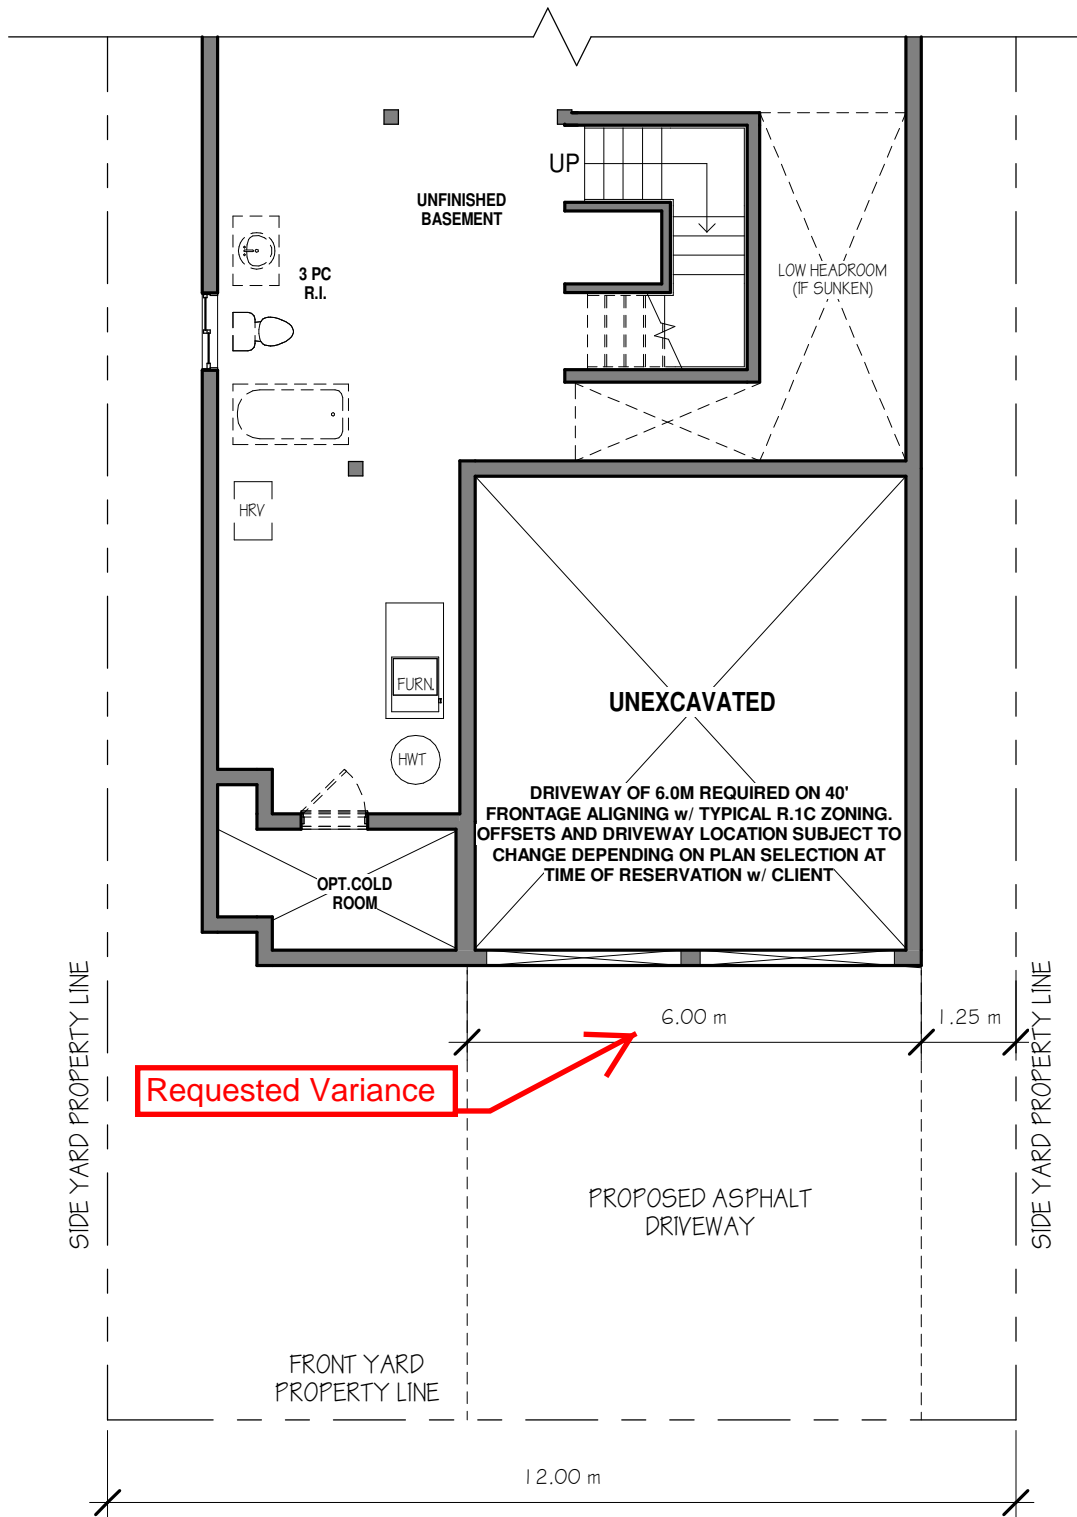 UP
UNFINISHED
BASEMENT
3 PC
R.I.
LOW HEADROOM
(IF SUNKEN)
HRV
FURN.
HWT
UNEXCAVATED
DRIVEWAY OF 6.0M REQUIRED ON 40'
FRONTAGE ALIGNING w/ TYPICAL R.1C ZONING.
OFFSETS AND DRIVEWAY LOCATION SUBJECT TO
CHANGE DEPENDING ON PLAN SELECTION AT
TIME OF RESERVATION w/ CLIENT
OPT.COLD
ROOM
SIDE YARD PROPERTY LINE
6.00 m
1.25 m
SIDE YARD PROPERTY LINE
Requested Variance
PROPOSED ASPHALT
DRIVEWAY
FRONT YARD
PROPERTY LINE
12.00 m